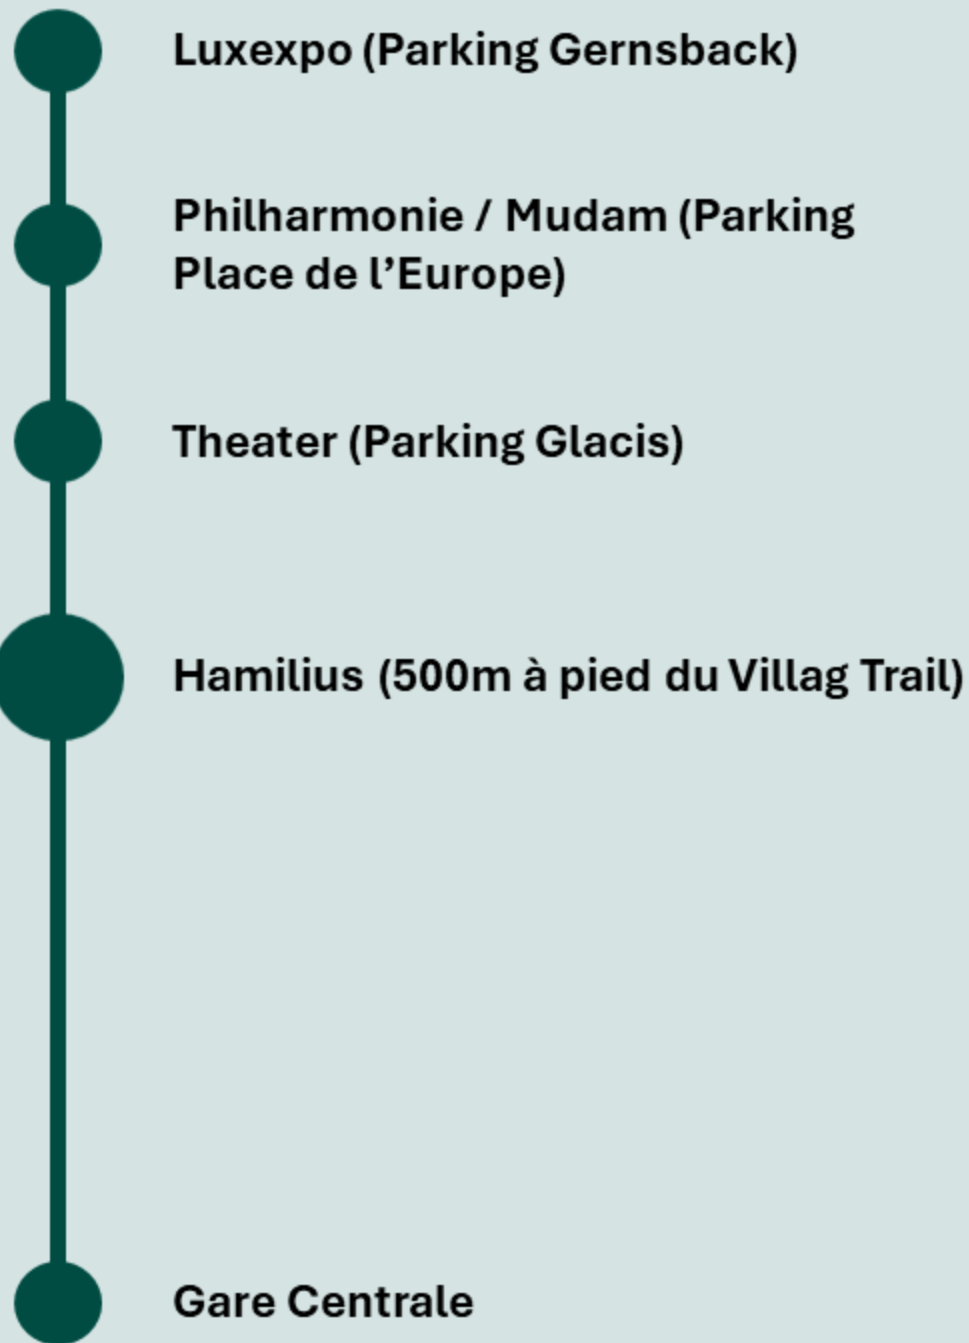 Luxexpo (Parking Gernsback)
Philharmonie / Mudam (Parking
Place de l’Europe)
Theater (Parking Glacis)
Hamilius (500m à pied du Villag Trail)
Gare Centrale